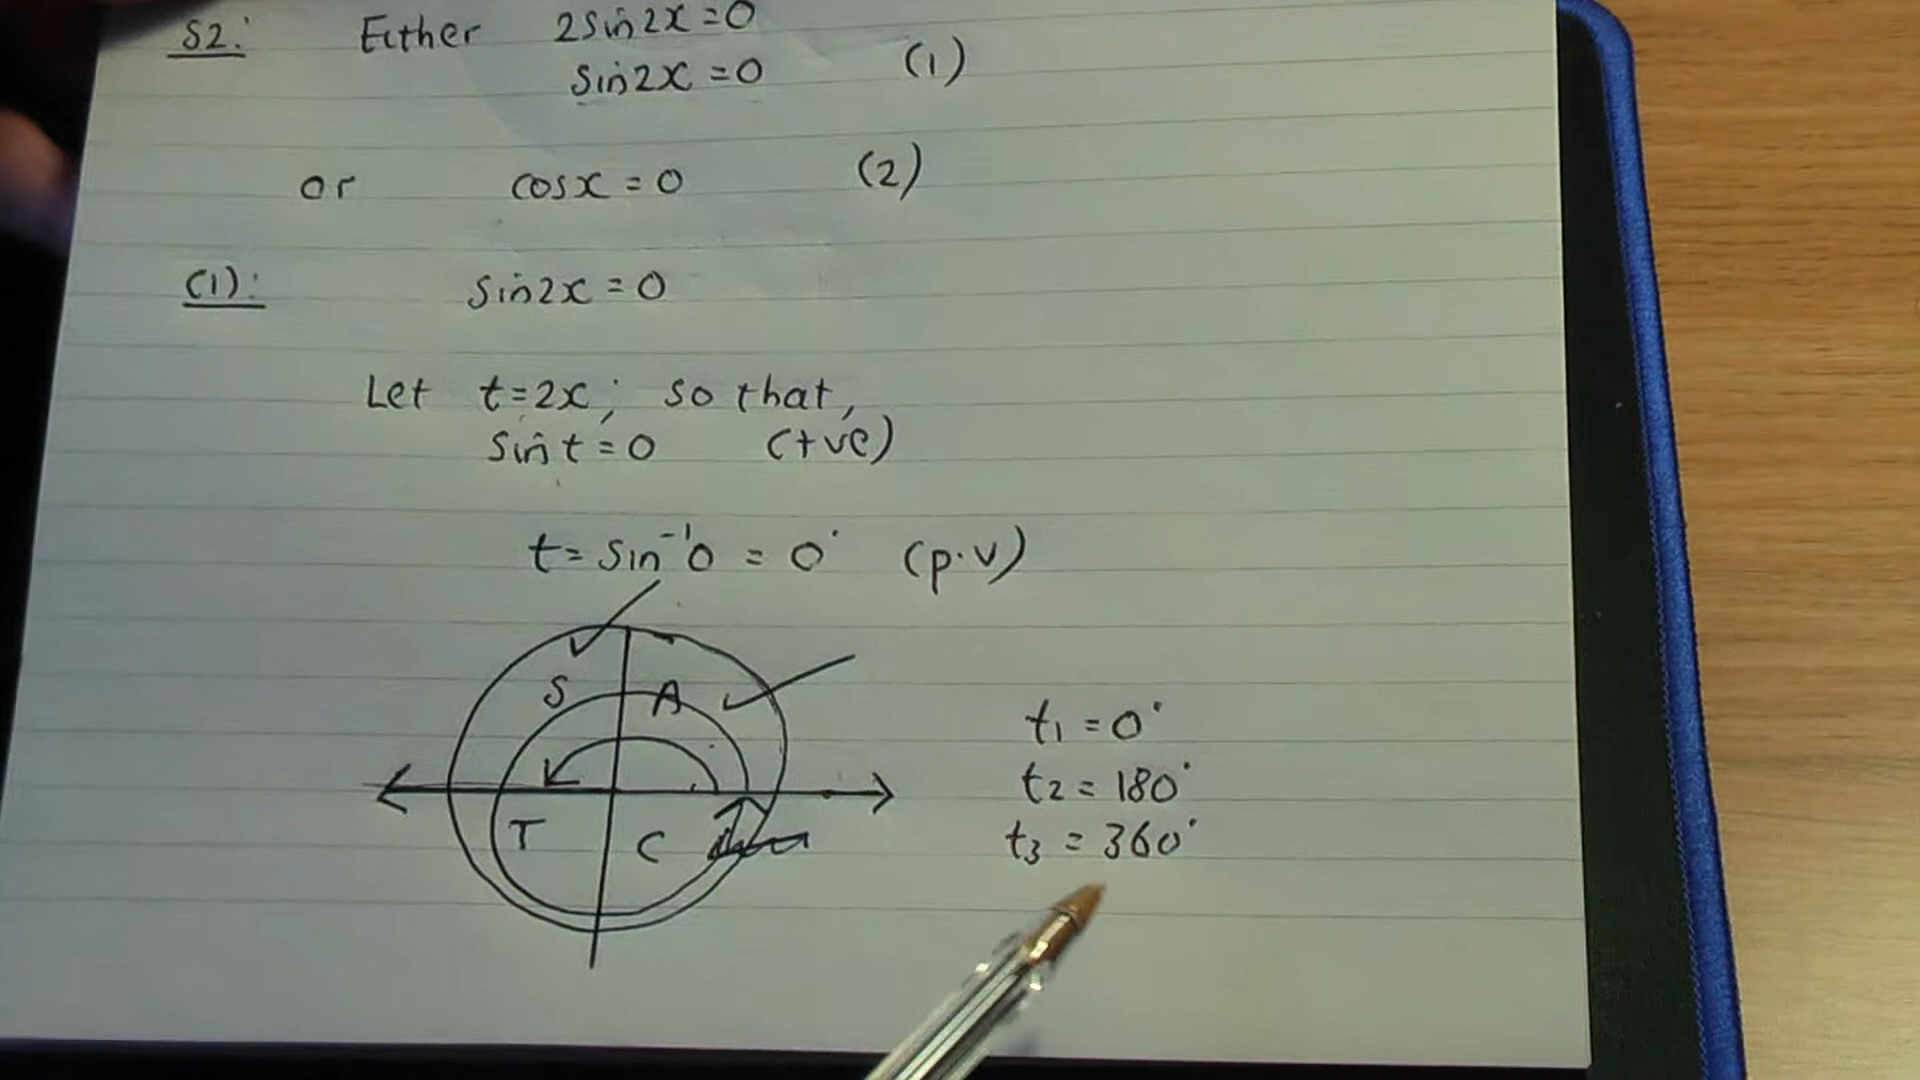 S2: Either 2sin2x=0
sin2x=0 (1)
or cosx=0 (2)
(1): sin2x=0
Let t=2x; so that,
sin t=0 (+ve)
t= sin⁻¹0 = 0° (p.v)
S A
T C
t₁=0°
t₂=180°
t₃=360°